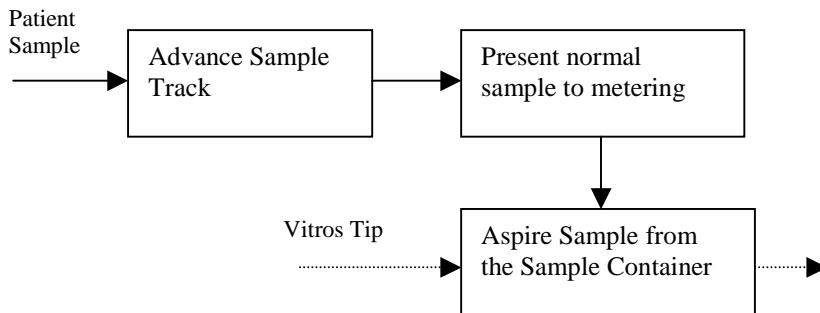 Patient
Sample
Advance Sample
Track
Present normal
sample to metering
Vitros Tip
Aspire Sample from
the Sample Container